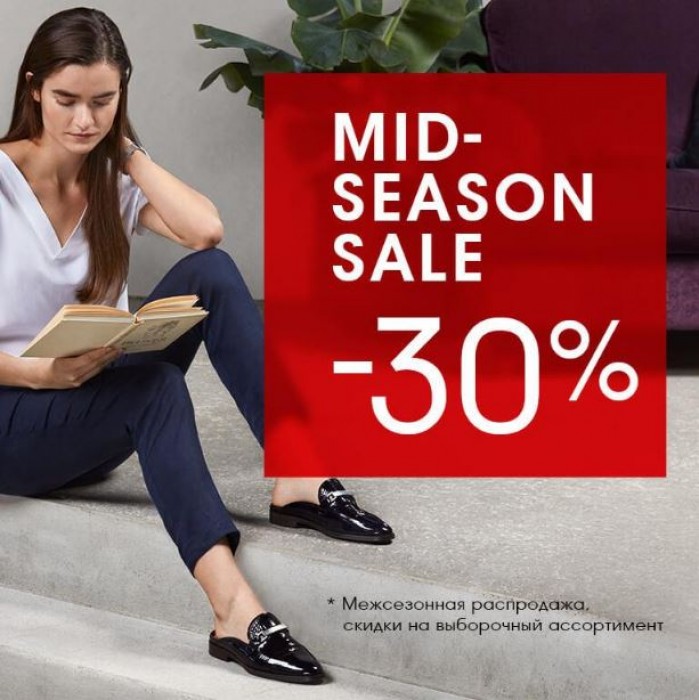 MID-
SEASON
SALE
-30%
* Межсезонная распродажа,
скидки на выборочный ассортимент